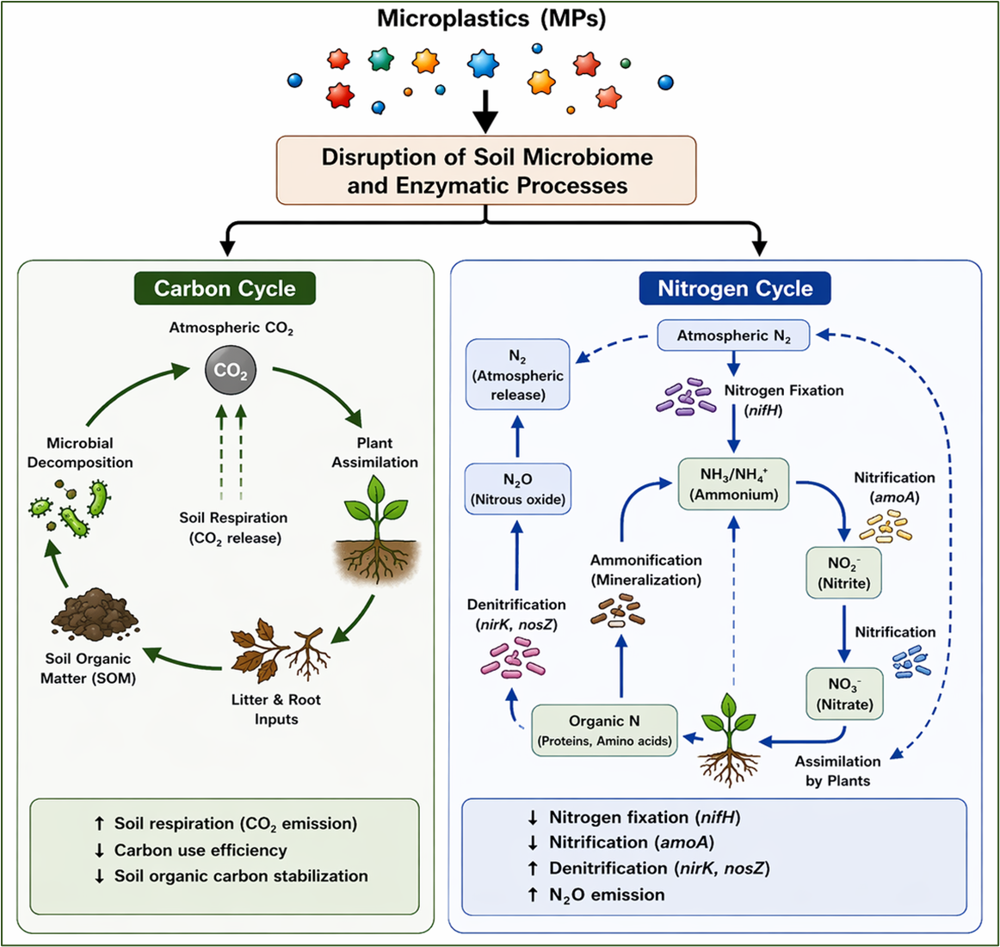 Microplastics (MPs)
Disruption of Soil Microbiome
and Enzymatic Processes
Carbon Cycle
Atmospheric CO₂
CO₂
Microbial
Decomposition
Plant
Assimilation
Soil Respiration
(CO₂ release)
Soil Organic
Matter (SOM)
Litter & Root
Inputs
↑ Soil respiration (CO₂ emission)
↓ Carbon use efficiency
↓ Soil organic carbon stabilization
Nitrogen Cycle
Atmospheric N₂
N₂
(Atmospheric
release)
Nitrogen Fixation
(nifH)
N₂O
(Nitrous oxide)
NH₃/NH₄⁺
(Ammonium)
Nitrification
(amoA)
Ammonification
(Mineralization)
NO₂⁻
(Nitrite)
Denitrification
(nirK, nosZ)
Nitrification
NO₃⁻
(Nitrate)
Organic N
(Proteins, Amino acids)
Assimilation
by Plants
↓ Nitrogen fixation (nifH)
↓ Nitrification (amoA)
↑ Denitrification (nirK, nosZ)
↑ N₂O emission